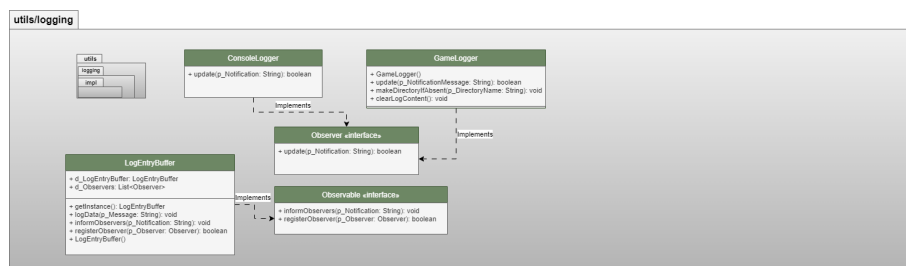 utils/logging
utils
logging
impl
ConsoleLogger
+ update(p_Notification: String): boolean
GameLogger
+ GameLogger()
+ update(p_NotificationMessage: String): boolean
+ makeDirectoryIfAbsent(p_DirectoryName: String): void
+ clearLogContent(): void
Implements
Implements
Observer «interface»
+ update(p_Notification: String): boolean
LogEntryBuffer
+ d_LogEntryBuffer: LogEntryBuffer
+ d_Observers: List<Observer>
+ getInstance(): LogEntryBuffer
+ logData(p_Message: String): void
+ informObservers(p_Notification: String): void
+ registerObserver(p_Observer: Observer): boolean
+ LogEntryBuffer()
Implements
Observable «interface»
+ informObservers(p_Notification: String): void
+ registerObserver(p_Observer: Observer): boolean